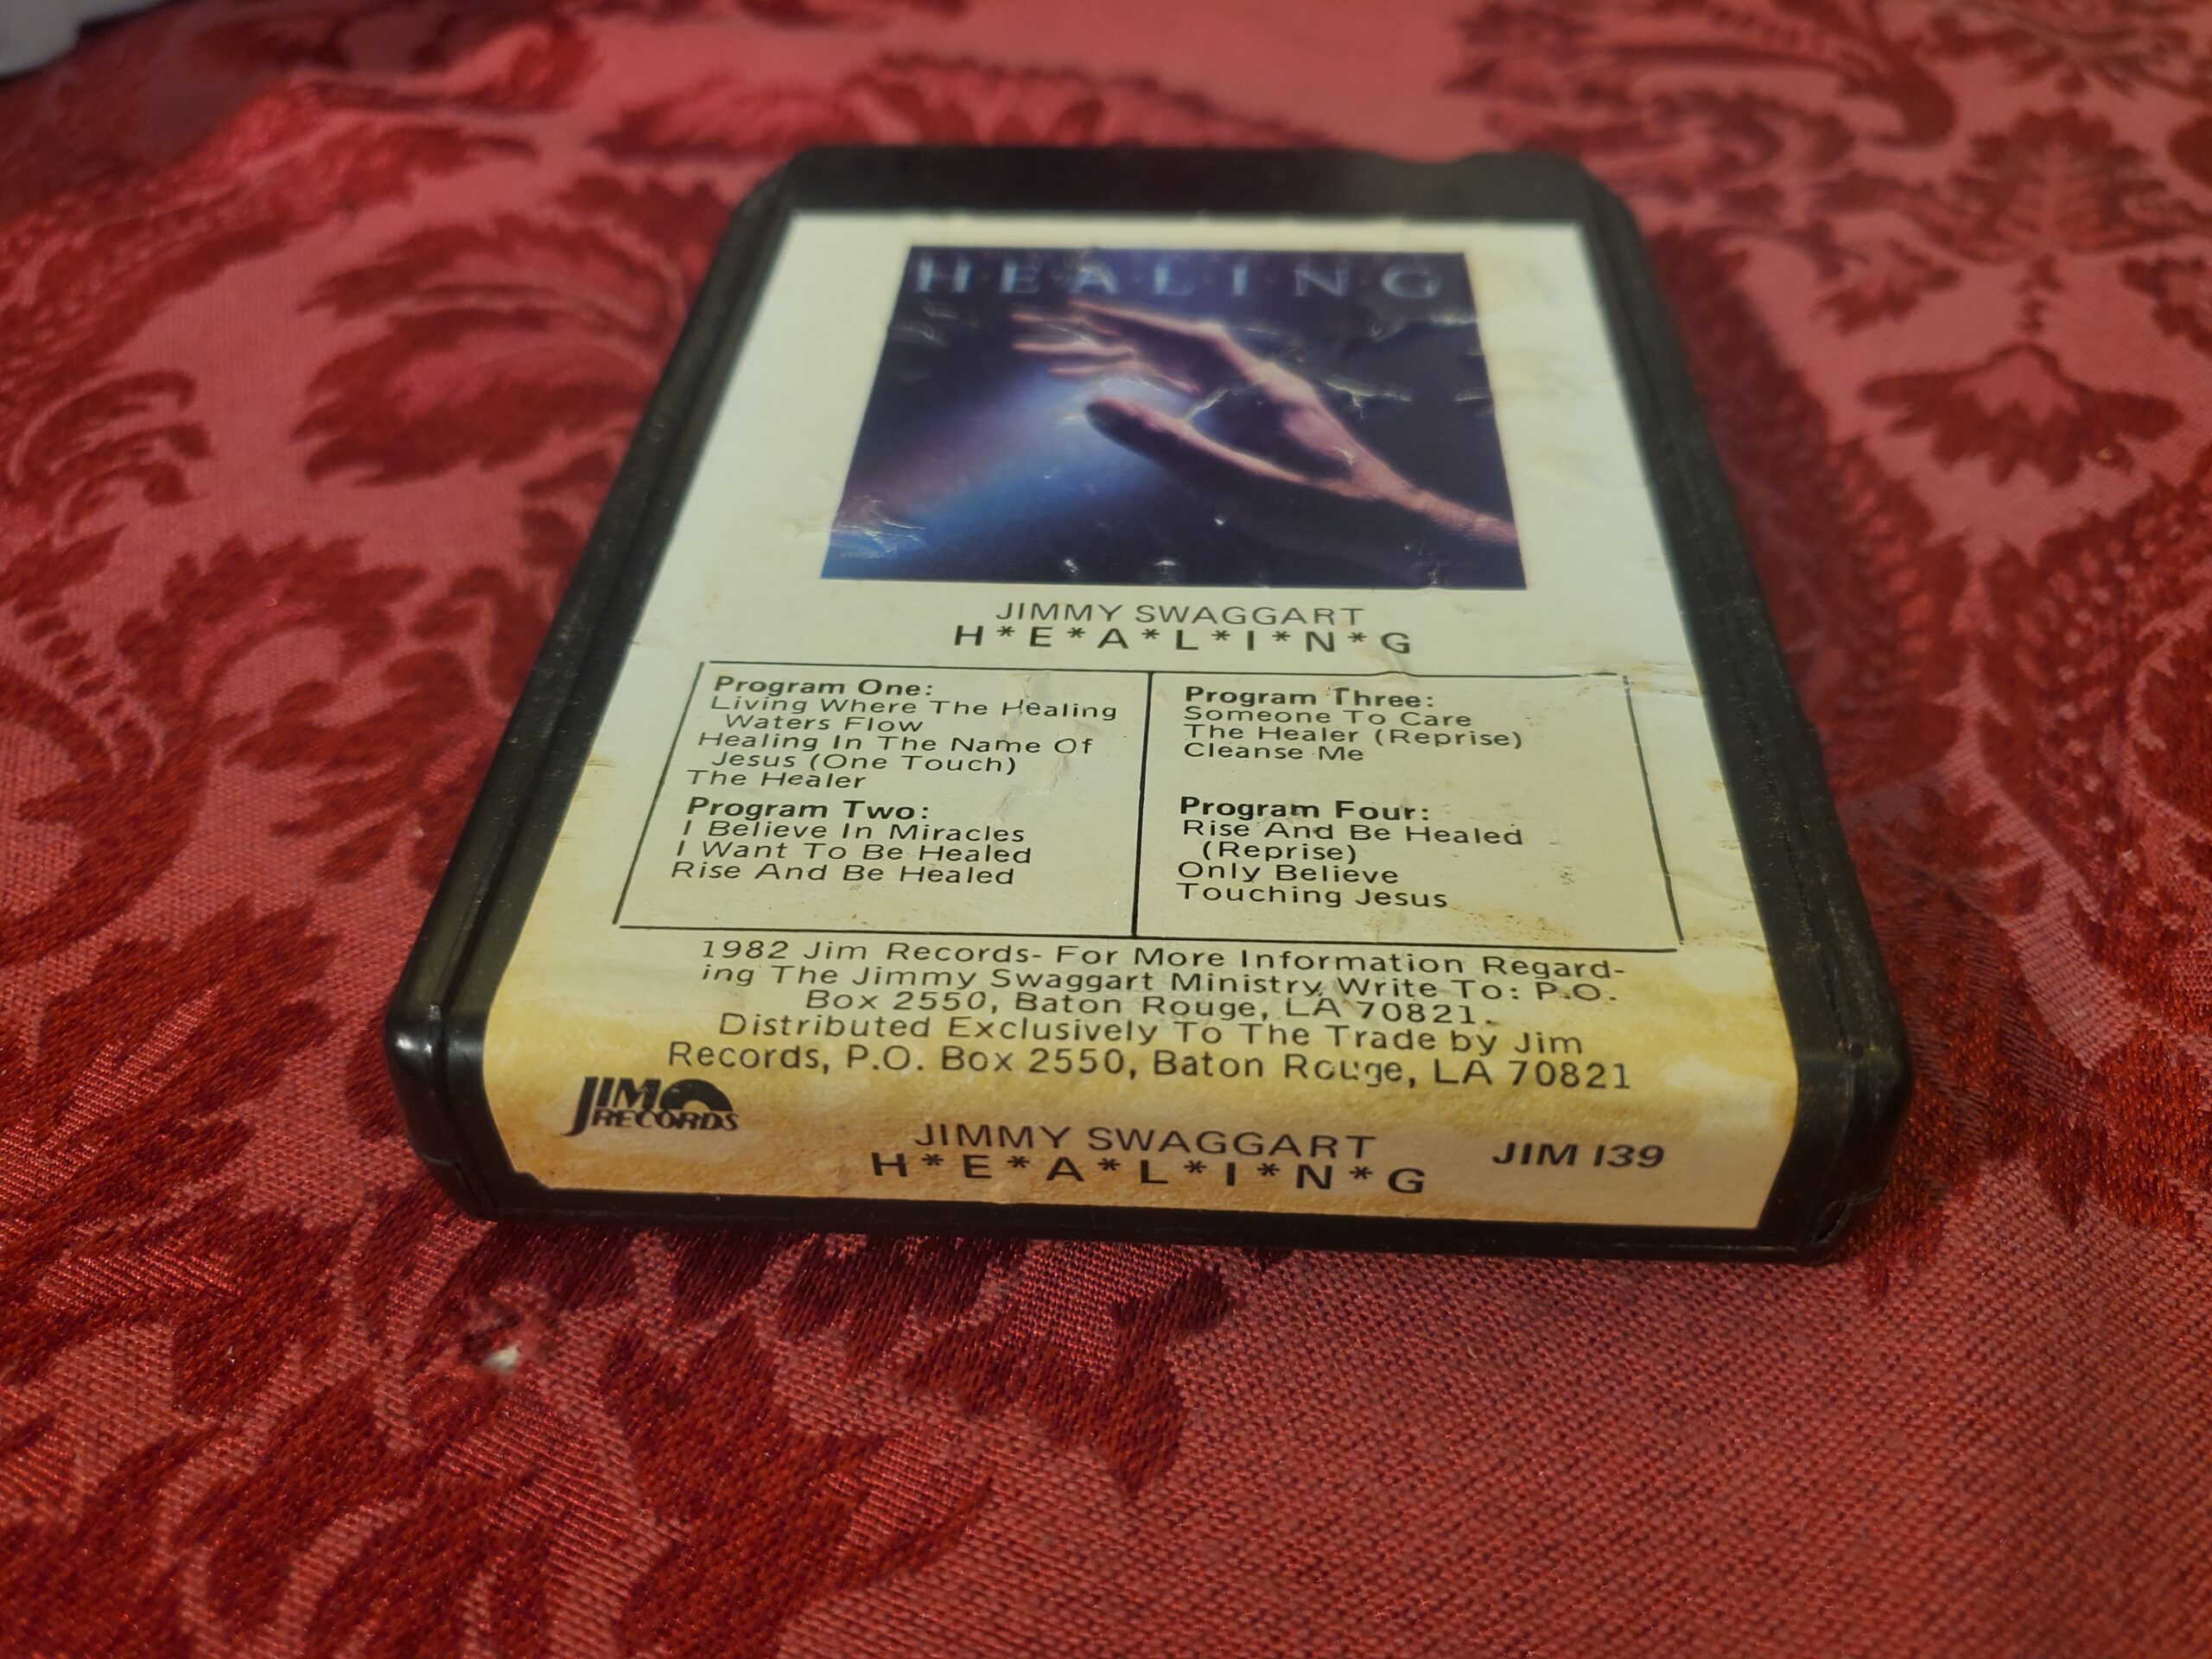 HEALING
JIMMY SWAGGART
H*E*A*L*I*N*G
Program One:
Living Where The Healing
Waters Flow
Healing In The Name Of
Jesus (One Touch)
The Healer
Program Two:
I Believe In Miracles
I Want To Be Healed
Rise And Be Healed
Program Three:
Someone To Care
The Healer (Reprise)
Cleanse Me
Program Four:
Rise And Be Healed
(Reprise)
Only Believe
Touching Jesus
1982 Jim Records- For More Information Regard-
ing The Jimmy Swaggart Ministry, Write To: P.O.
Box 2550, Baton Rouge, LA 70821.
Distributed Exclusively To The Trade by Jim
Records, P.O. Box 2550, Baton Rouge, LA 70821
JIM
RECORDS
JIMMY SWAGGART
H*E*A*L*I*N*G
JIM 139